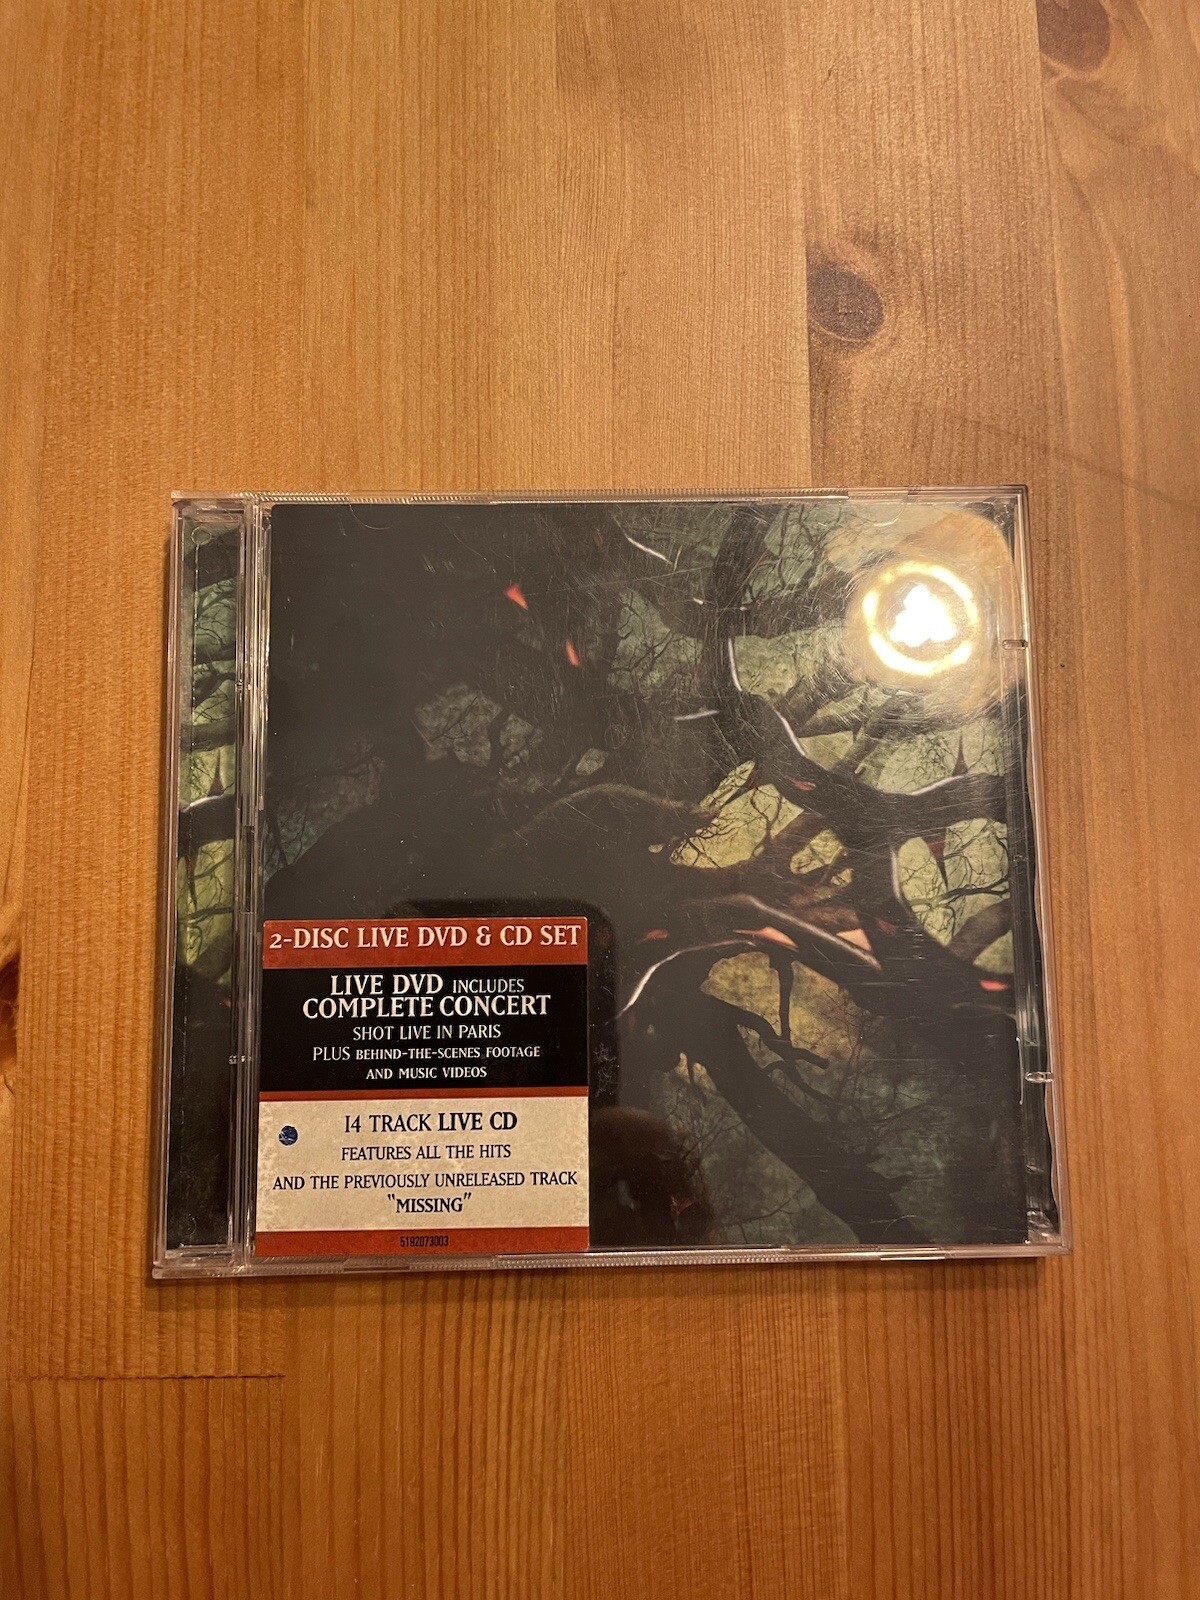 2-DISC LIVE DVD & CD SET
LIVE DVD INCLUDES
COMPLETE CONCERT
SHOT LIVE IN PARIS
PLUS BEHIND-THE-SCENES FOOTAGE
AND MUSIC VIDEOS
14 TRACK LIVE CD
FEATURES ALL THE HITS
AND THE PREVIOUSLY UNRELEASED TRACK
"MISSING"
5192073003